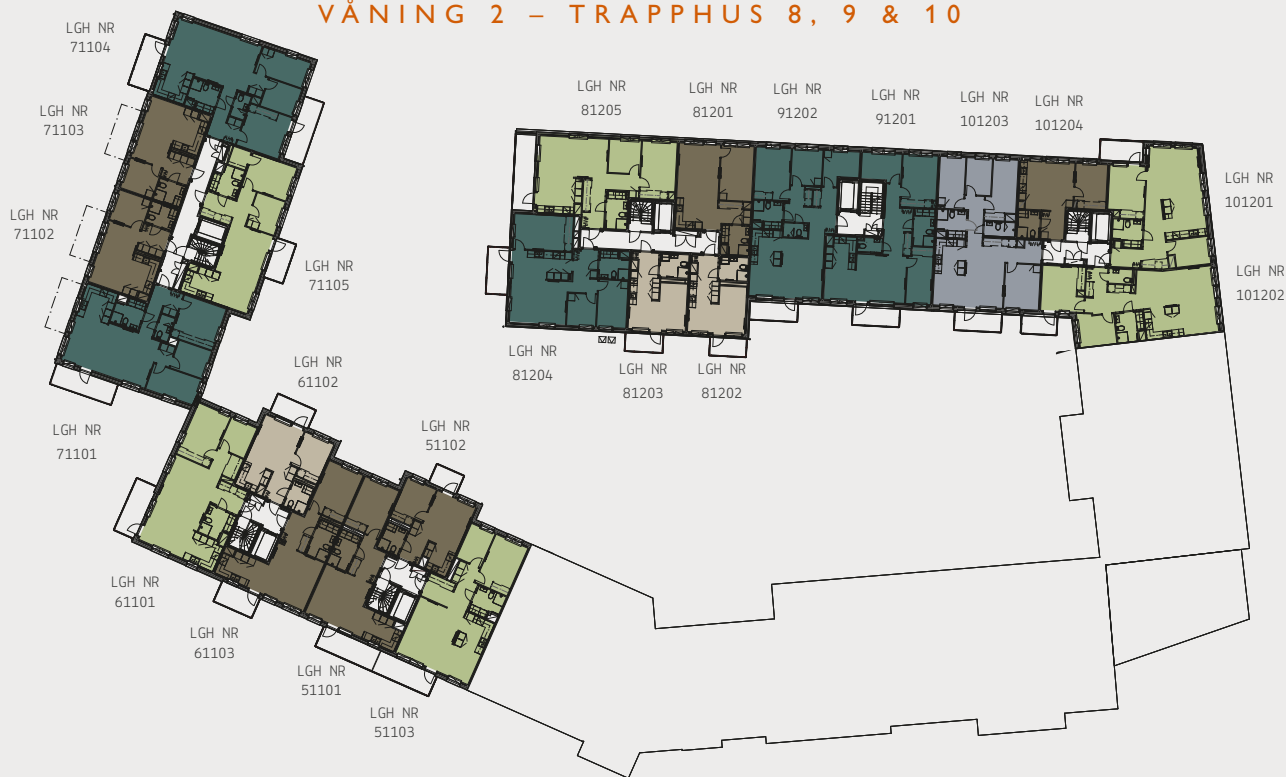 VÅNING 2 – TRAPPHUS 8, 9 & 10
LGH NR
71104
LGH NR
71103
LGH NR
71102
LGH NR
71105
LGH NR
71101
LGH NR
61102
LGH NR
51102
LGH NR
61101
LGH NR
61103
LGH NR
51101
LGH NR
51103
LGH NR
81205
LGH NR
81201
LGH NR
91202
LGH NR
91201
LGH NR
101203
LGH NR
101204
LGH NR
101201
LGH NR
101202
LGH NR
81204
LGH NR
81203
LGH NR
81202